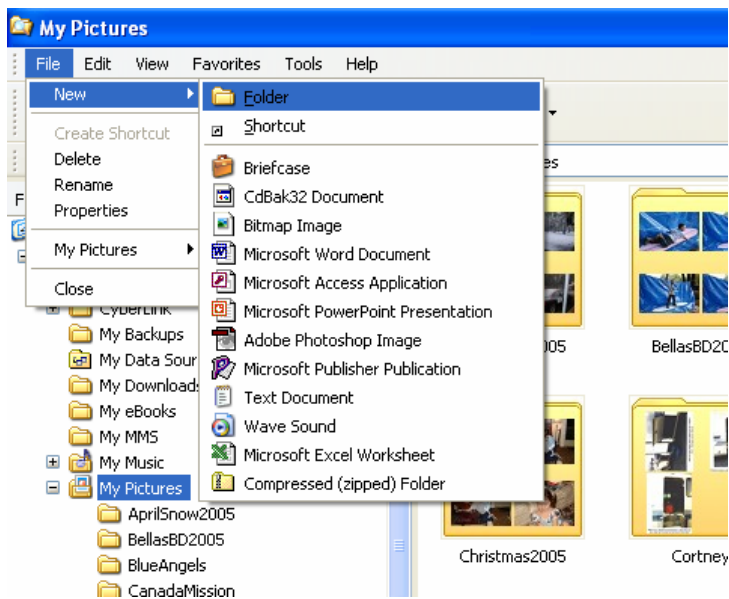 My Pictures
File Edit View Favorites Tools Help
New
Create Shortcut
Delete
Rename
Properties
My Pictures
Close
Folder
Shortcut
Briefcase
CdBak32 Document
Bitmap Image
Microsoft Word Document
Microsoft Access Application
Microsoft PowerPoint Presentation
Adobe Photoshop Image
Microsoft Publisher Publication
Text Document
Wave Sound
Microsoft Excel Worksheet
Compressed (zipped) Folder
es
F
CyberLink
My Backups
My Data Sour
My Downloads
My eBooks
My MMS
My Music
My Pictures
AprilSnow2005
BellasBD2005
BlueAngels
CanadaMission
005
BellasBD20
Christmas2005
Cortney